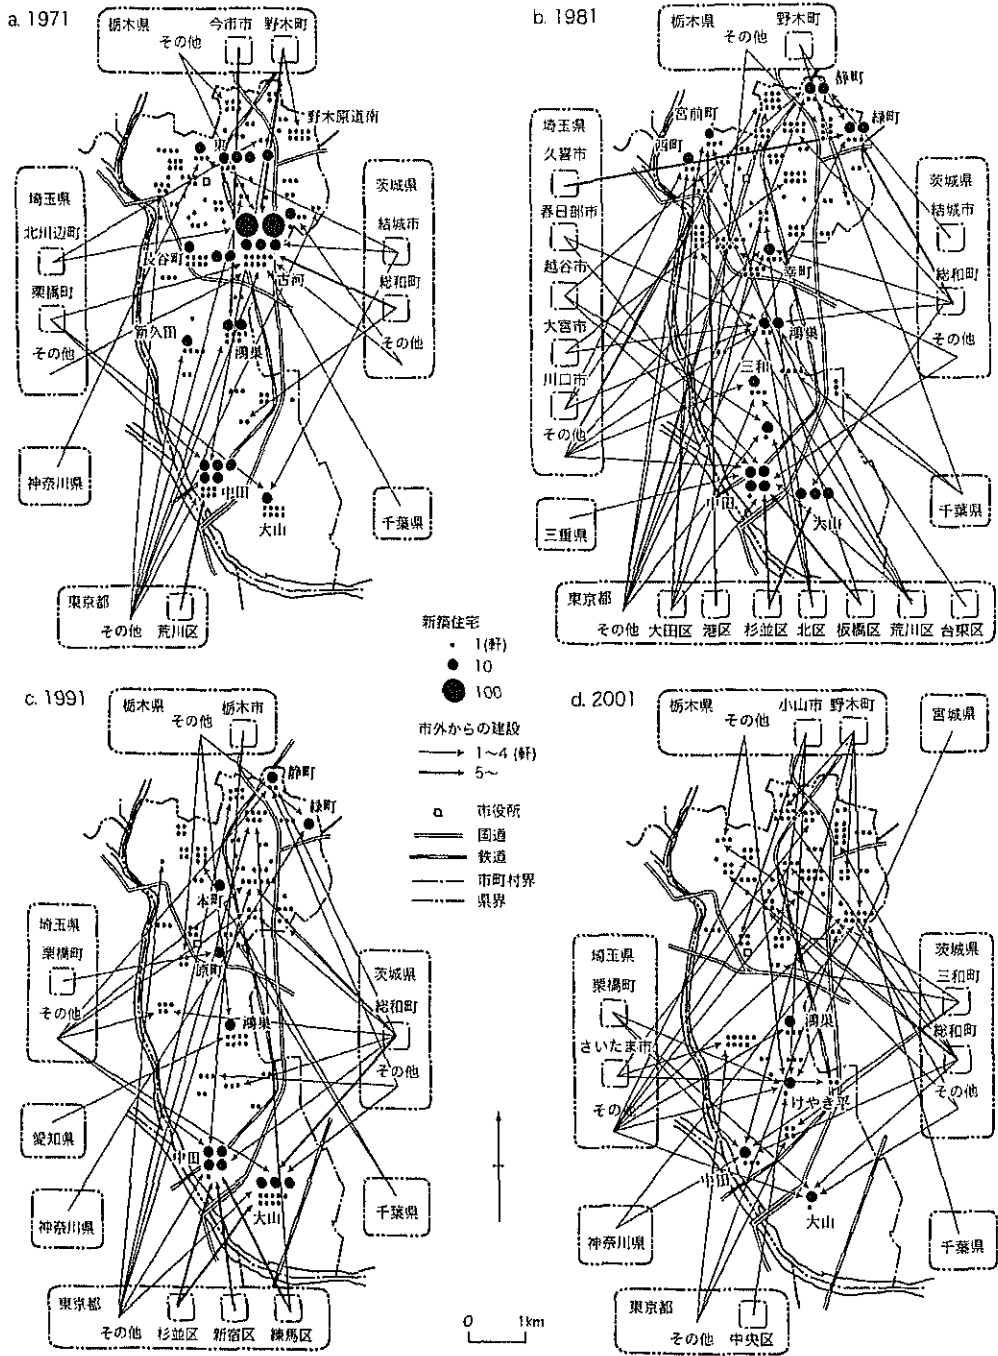 a. 1971
栃木県
その他
今市市
野木町
野木原道南
埼玉県
北川辺町
栗橋町
その他
茨城県
結城市
総和町
その他
長谷町
古河
新久田
鴻巣
中田
大山
神奈川県
千葉県
東京都
その他
荒川区
b. 1981
栃木県
その他
野木町
静町
緑町
宮前町
西町
埼玉県
久喜市
春日部市
越谷市
大宮市
川口市
その他
茨城県
結城市
総和町
その他
幸町
鴻巣
三和
中田
大山
三重県
千葉県
東京都
その他
大田区
港区
杉並区
北区
板橋区
荒川区
台東区
新築住宅
1(軒)
10
100
市外からの建設
1〜4 (軒)
5〜
市役所
国道
鉄道
市町村界
県界
c. 1991
栃木県
その他
栃木市
静町
緑町
本町
原町
埼玉県
栗橋町
その他
茨城県
総和町
その他
鴻巣
中田
大山
愛知県
神奈川県
千葉県
東京都
その他
杉並区
新宿区
練馬区
0 1km
d. 2001
栃木県
その他
小山市
野木町
宮城県
埼玉県
栗橋町
さいたま市
その他
茨城県
三和町
総和町
その他
鴻巣
けやき平
中田
大山
神奈川県
千葉県
東京都
その他
中央区